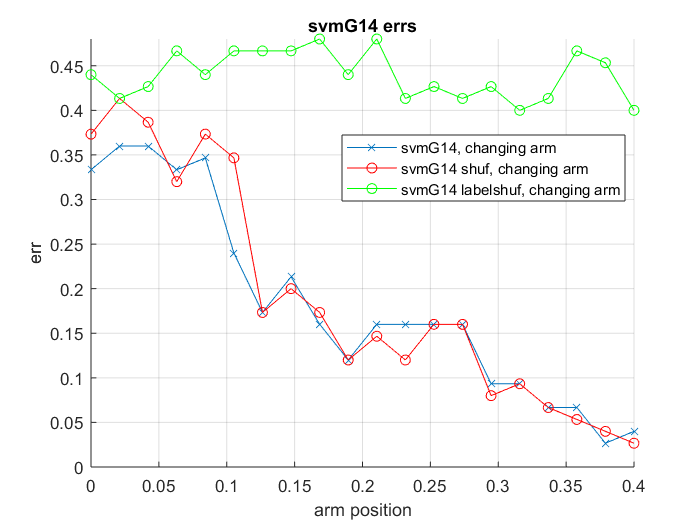 svmG14 errs
0.45
0.4
0.35
0.3
0.25
0.2
0.15
0.1
0.05
0
err
svmG14, changing arm
svmG14 shuf, changing arm
svmG14 labelshuf, changing arm
0 0.05 0.1 0.15 0.2 0.25 0.3 0.35 0.4
arm position